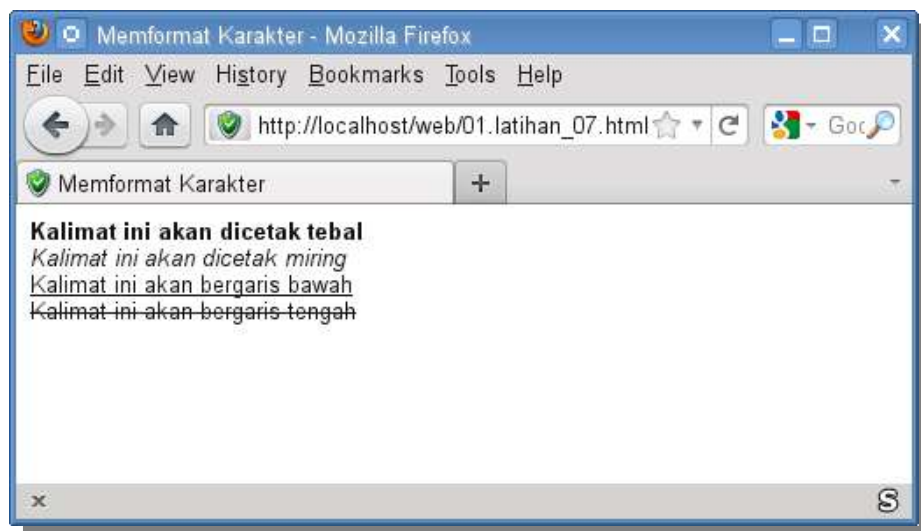 Memformat Karakter - Mozilla Firefox
File Edit View History Bookmarks Tools Help
http://localhost/web/01.latihan_07.html Goo
Memformat Karakter
Kalimat ini akan dicetak tebal
Kalimat ini akan dicetak miring
Kalimat ini akan bergaris bawah
Kalimat ini akan bergaris tengah
S